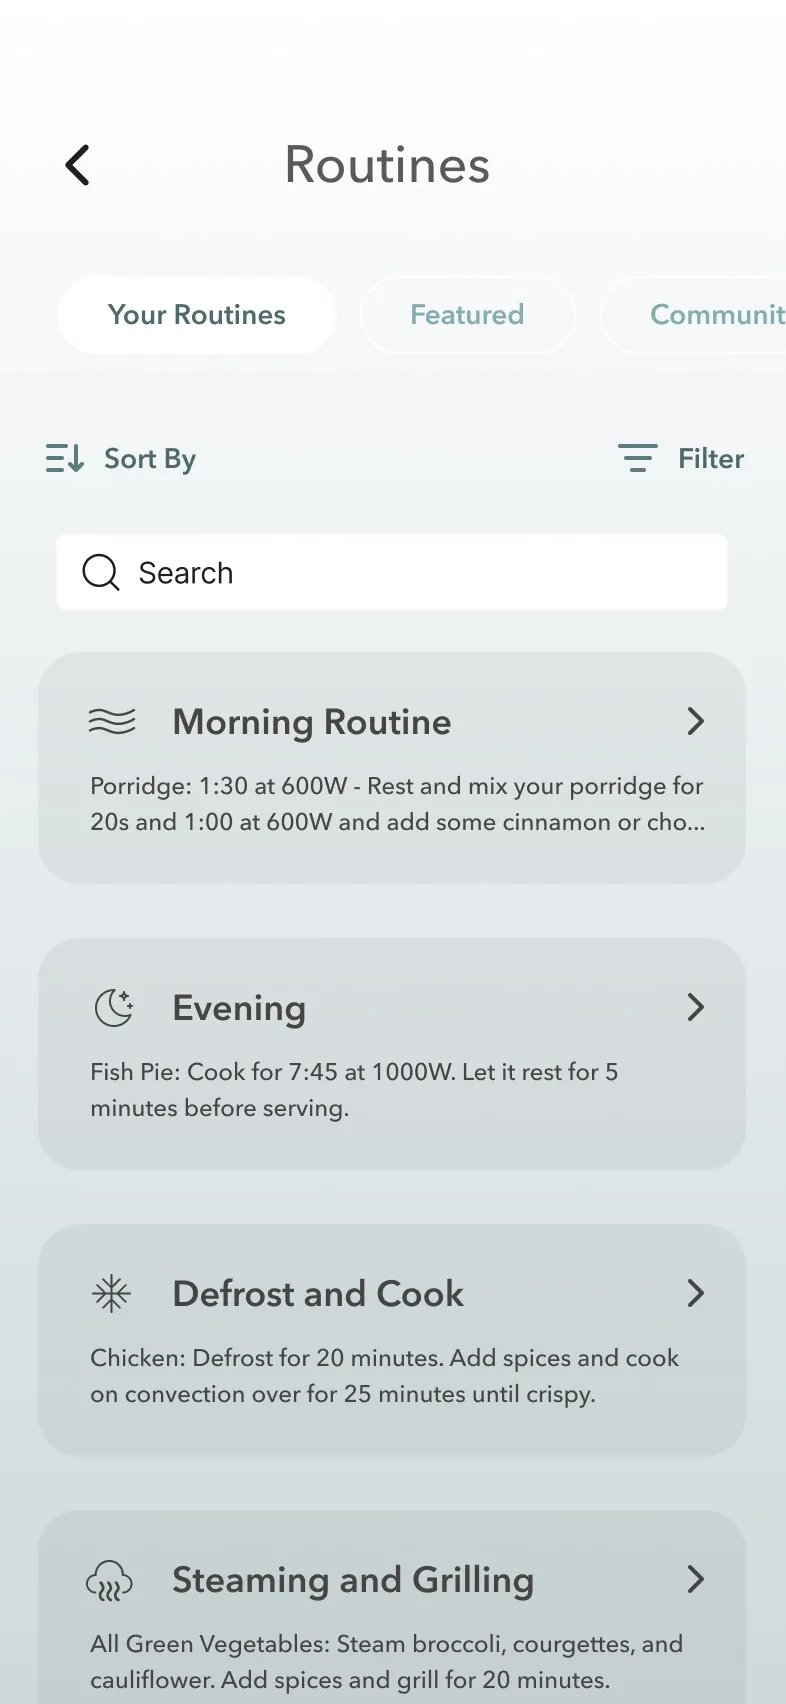 Routines
Your Routines
Featured
Communit
Sort By
Filter
Search
Morning Routine
Porridge: 1:30 at 600W - Rest and mix your porridge for
20s and 1:00 at 600W and add some cinnamon or cho...
Evening
Fish Pie: Cook for 7:45 at 1000W. Let it rest for 5
minutes before serving.
Defrost and Cook
Chicken: Defrost for 20 minutes. Add spices and cook
on convection over for 25 minutes until crispy.
Steaming and Grilling
All Green Vegetables: Steam broccoli, courgettes, and
cauliflower. Add spices and grill for 20 minutes.